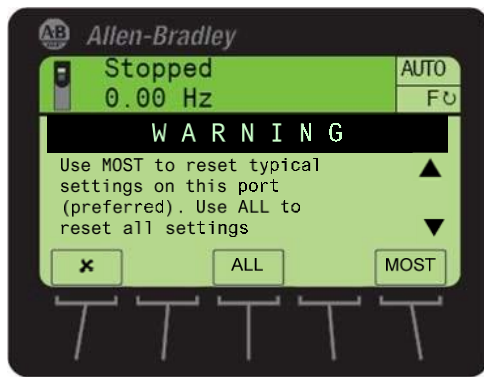 AB Allen-Bradley
Stopped
AUTO
0.00 Hz
F
WARNING
Use MOST to reset typical
settings on this port
(preferred). Use ALL to
reset all settings
ALL
MOST